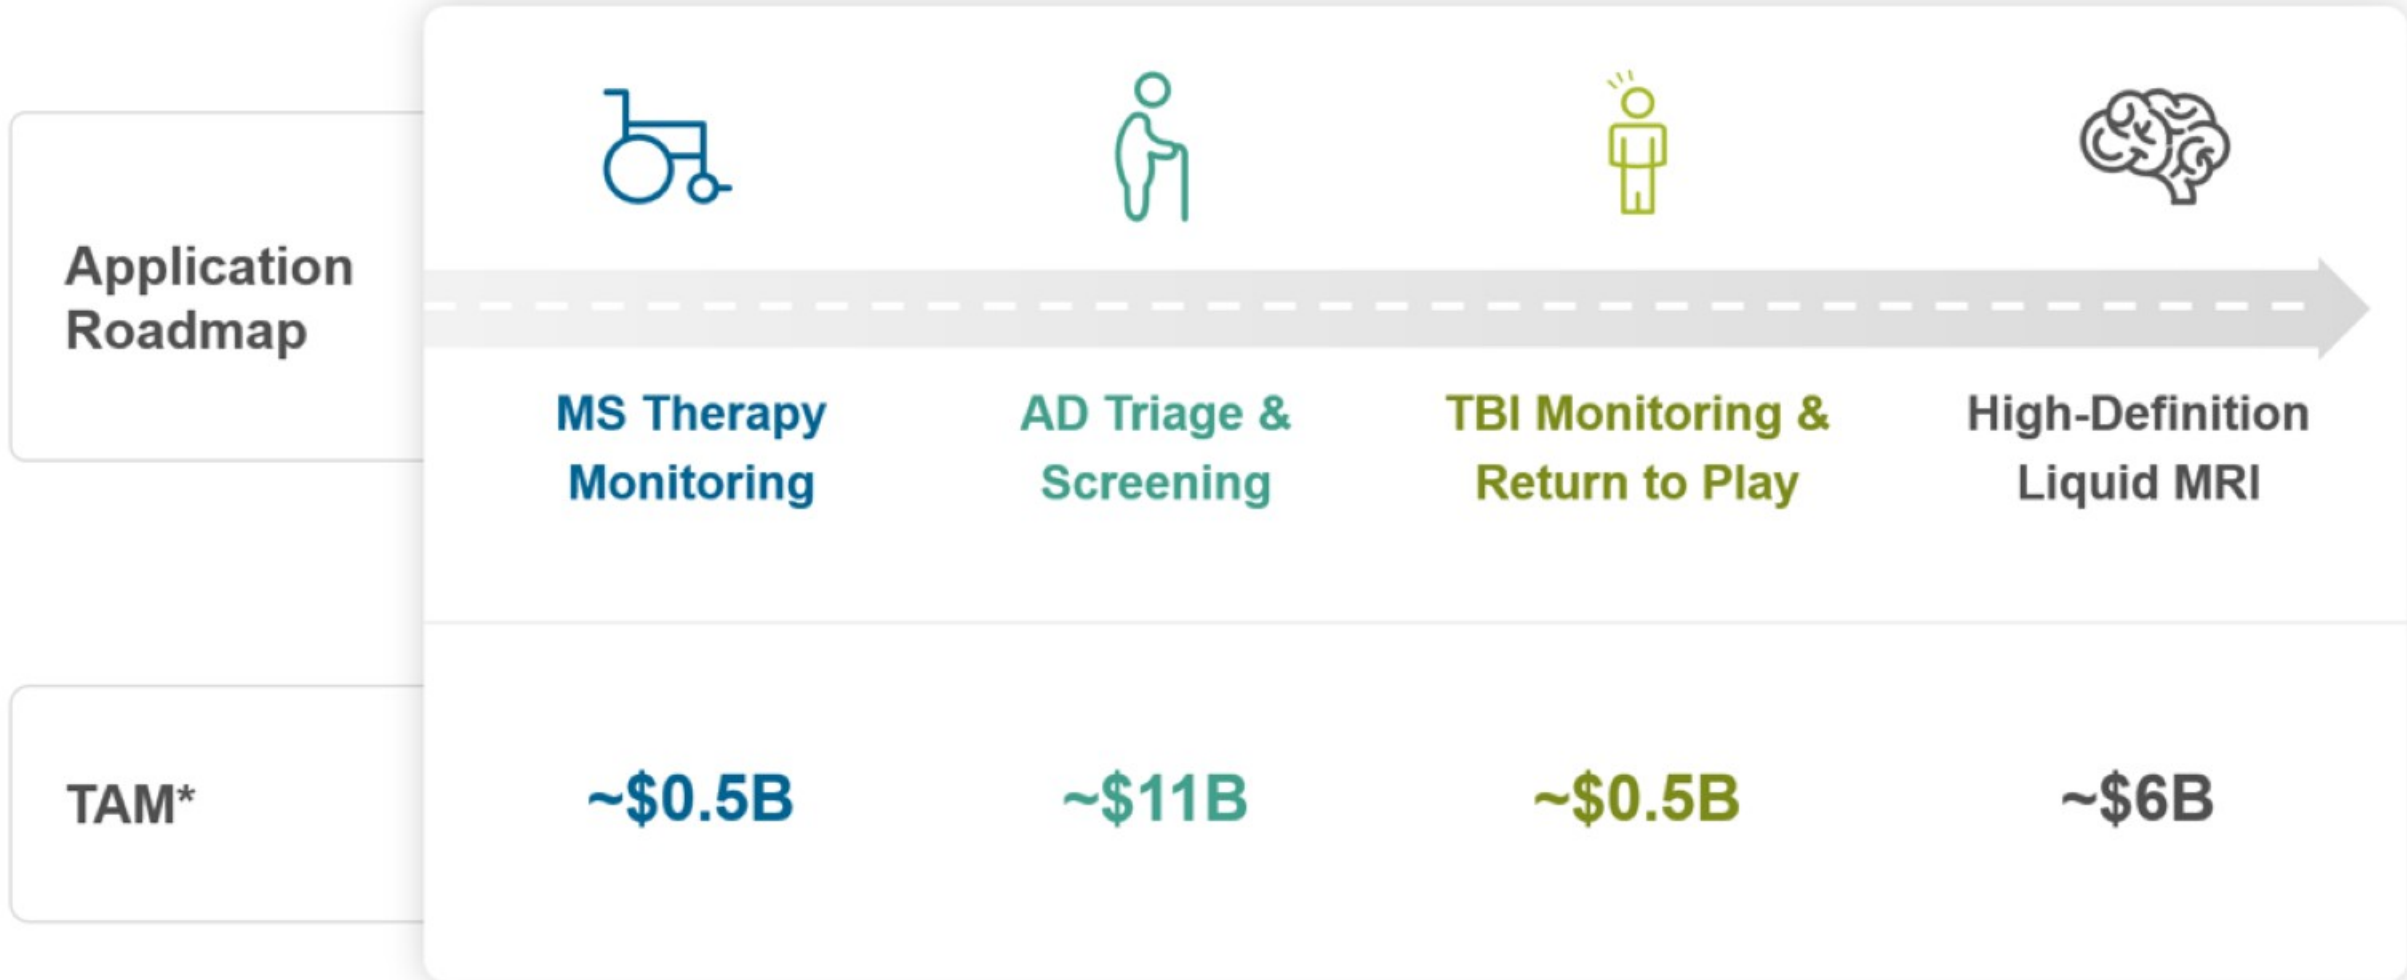 Application
Roadmap
MS Therapy
Monitoring
AD Triage &
Screening
TBI Monitoring &
Return to Play
High-Definition
Liquid MRI
TAM*
~$0.5B
~$11B
~$0.5B
~$6B